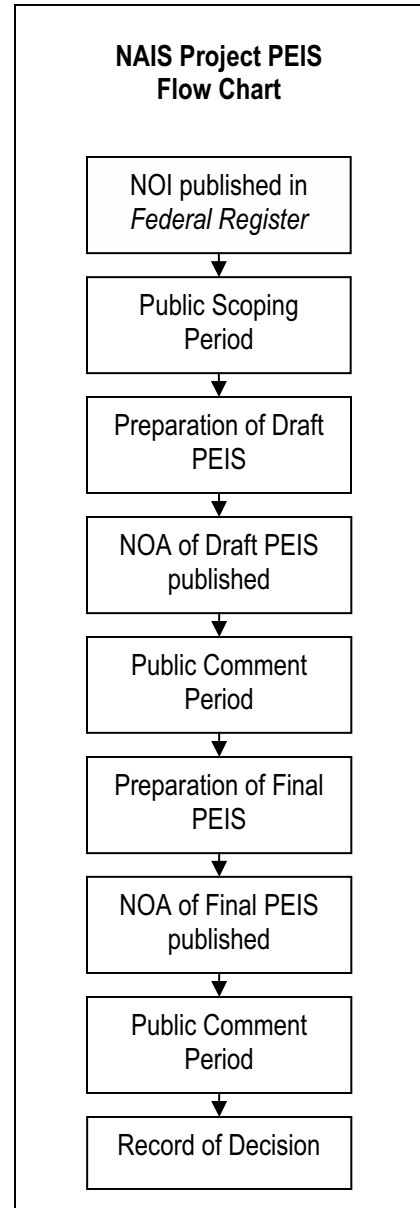 NAIS Project PEIS
Flow Chart
NOI published in
Federal Register
Public Scoping
Period
Preparation of Draft
PEIS
NOA of Draft PEIS
published
Public Comment
Period
Preparation of Final
PEIS
NOA of Final PEIS
published
Public Comment
Period
Record of Decision